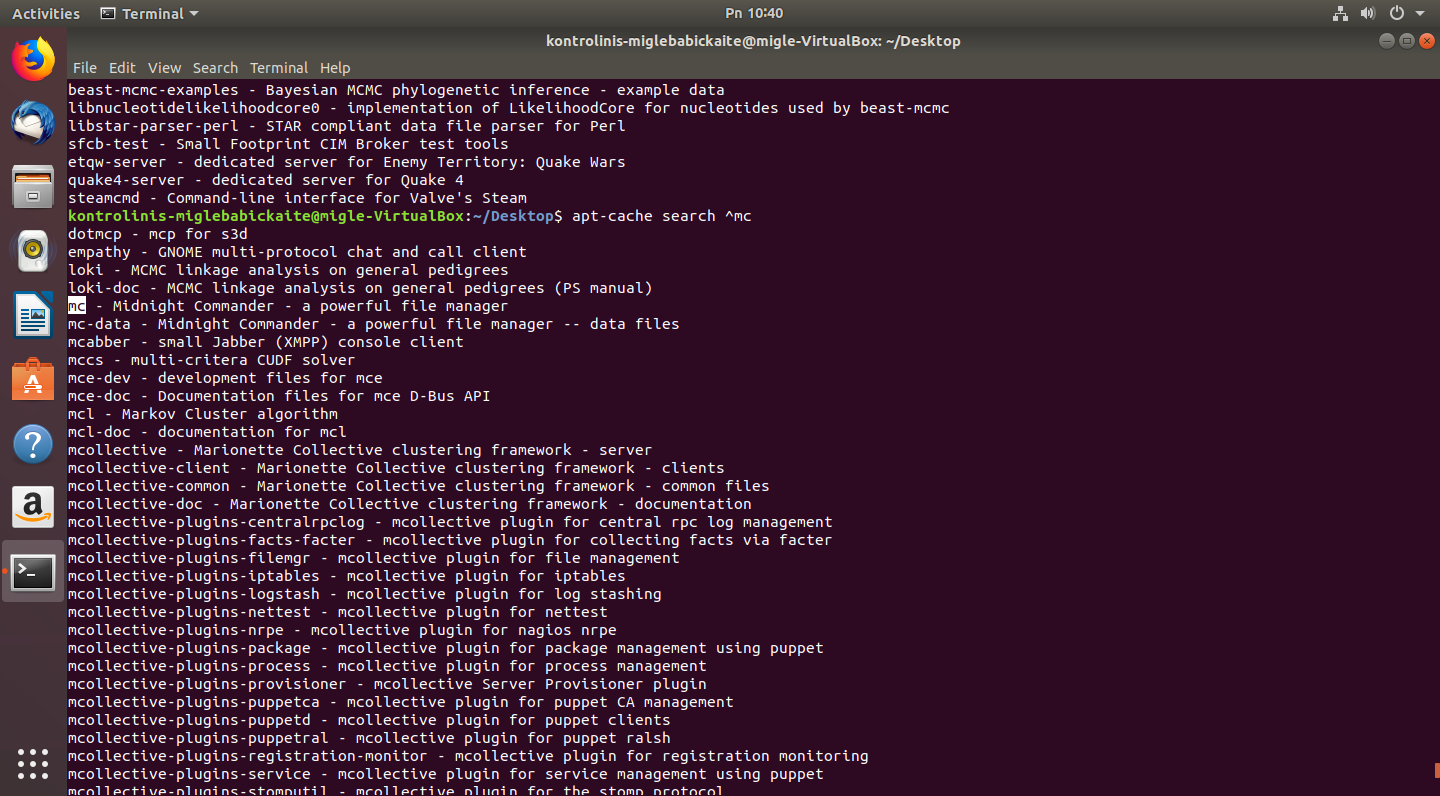 Activities Terminal Pn 10:40
kontrolinis-miglebabickaite@migle-VirtualBox: ~/Desktop
File Edit View Search Terminal Help
beast-mcmc-examples - Bayesian MCMC phylogenetic inference - example data
libnucleotidelikelihoodcore0 - implementation of LikelihoodCore for nucleotides used by beast-mcmc
libstar-parser-perl - STAR compliant data file parser for Perl
sfcb-test - Small Footprint CIM Broker test tools
etqw-server - dedicated server for Enemy Territory: Quake Wars
quake4-server - dedicated server for Quake 4
steamcmd - Command-line interface for Valve's Steam
kontrolinis-miglebabickaite@migle-VirtualBox:~/Desktop$ apt-cache search ^mc
dotmcp - mcp for s3d
empathy - GNOME multi-protocol chat and call client
loki - MCMC linkage analysis on general pedigrees
loki-doc - MCMC linkage analysis on general pedigrees (PS manual)
mc - Midnight Commander - a powerful file manager
mc-data - Midnight Commander - a powerful file manager -- data files
mcabber - small Jabber (XMPP) console client
mccs - multi-critera CUDF solver
mce-dev - development files for mce
mce-doc - Documentation files for mce D-Bus API
mcl - Markov Cluster algorithm
mcl-doc - documentation for mcl
mcollective - Marionette Collective clustering framework - server
mcollective-client - Marionette Collective clustering framework - clients
mcollective-common - Marionette Collective clustering framework - common files
mcollective-doc - Marionette Collective clustering framework - documentation
mcollective-plugins-centralrpclog - mcollective plugin for central rpc log management
mcollective-plugins-facts-facter - mcollective plugin for collecting facts via facter
mcollective-plugins-filemgr - mcollective plugin for file management
mcollective-plugins-iptables - mcollective plugin for iptables
mcollective-plugins-logstash - mcollective plugin for log stashing
mcollective-plugins-nettest - mcollective plugin for nettest
mcollective-plugins-nrpe - mcollective plugin for nagios nrpe
mcollective-plugins-package - mcollective plugin for package management using puppet
mcollective-plugins-process - mcollective plugin for process management
mcollective-plugins-provisioner - mcollective Server Provisioner plugin
mcollective-plugins-puppetca - mcollective plugin for puppet CA management
mcollective-plugins-puppetd - mcollective plugin for puppet clients
mcollective-plugins-puppetral - mcollective plugin for puppet ralsh
mcollective-plugins-registration-monitor - mcollective plugin for registration monitoring
mcollective-plugins-service - mcollective plugin for service management using puppet
mcollective-plugins-stomputil - mcollective plugin for the stomp protocol